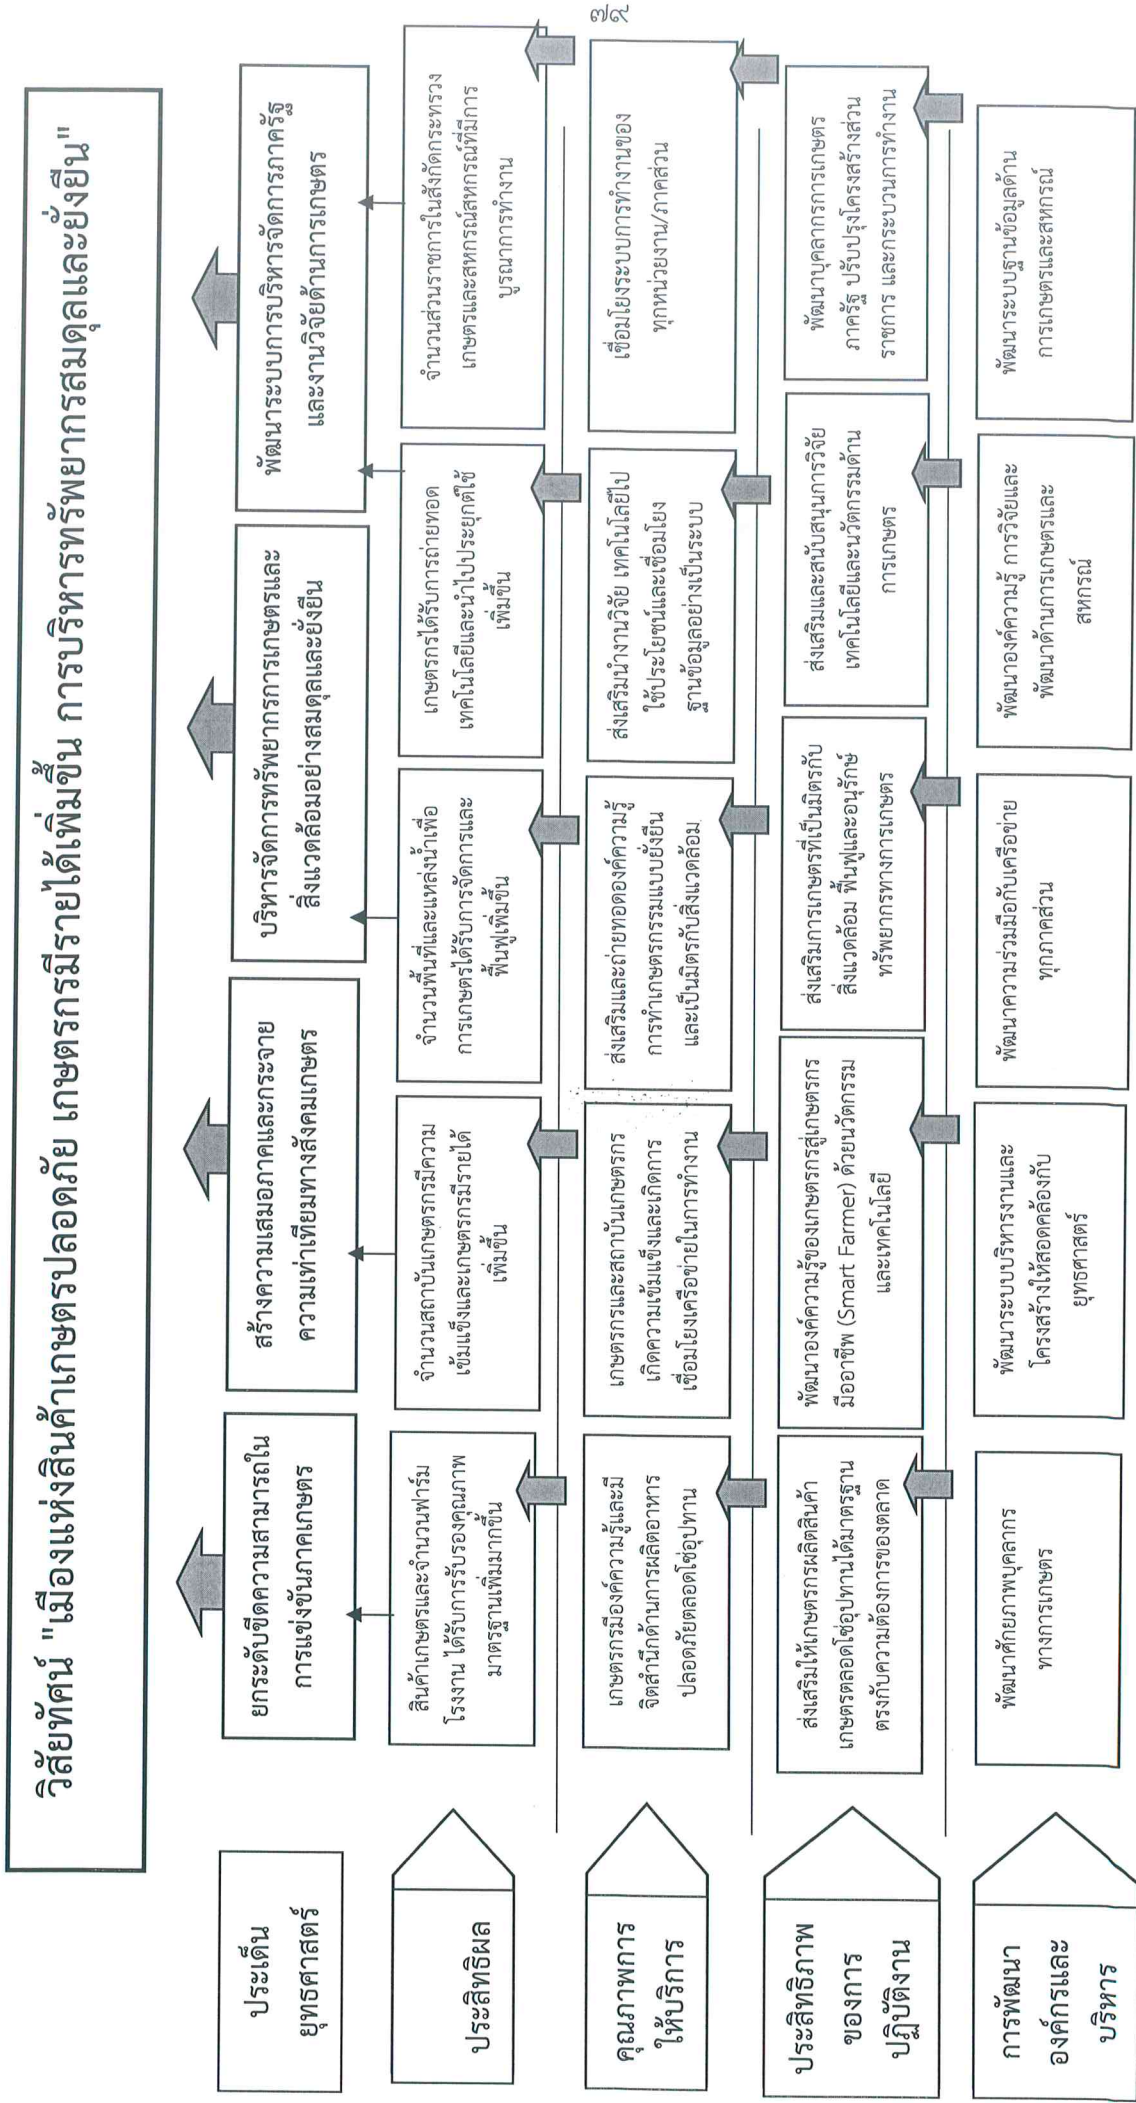 วิสัยทัศน์ "เมืองแห่งสินค้าเกษตรปลอดภัย เกษตรกรมีรายได้เพิ่มขึ้น การบริหารทรัพยากรสมดุลและยั่งยืน"
ประเด็น
ยุทธศาสตร์
ยกระดับขีดความสามารถใน
การแข่งขันภาคเกษตร
สร้างความเสมอภาคและกระจาย
ความเท่าเทียมทางสังคมเกษตร
บริหารจัดการทรัพยากรการเกษตรและ
สิ่งแวดล้อมอย่างสมดุลและยั่งยืน
พัฒนาระบบการบริหารจัดการภาครัฐ
และงานวิจัยด้านการเกษตร
ประสิทธิผล
สินค้าเกษตรและจำนวนฟาร์ม
โรงงาน ได้รับการรับรองคุณภาพ
มาตรฐานเพิ่มมากขึ้น
จำนวนสถาบันเกษตรกรมีความ
เข้มแข็งและเกษตรกรมีรายได้
เพิ่มขึ้น
จำนวนพื้นที่และแหล่งน้ำเพื่อ
การเกษตรได้รับการจัดการและ
ฟื้นฟูเพิ่มขึ้น
เกษตรกรได้รับการถ่ายทอด
เทคโนโลยีและนำไปประยุกต์ใช้
เพิ่มขึ้น
จำนวนส่วนราชการในสังกัดกระทรวง
เกษตรและสหกรณ์สหกรณ์ที่มีการ
บูรณาการทำงาน
คุณภาพการ
ให้บริการ
เกษตรกรมีองค์ความรู้และมี
จิตสำนึกด้านการผลิตอาหาร
ปลอดภัยตลอดโซ่อุปทาน
เกษตรกรและสถาบันเกษตรกร
เกิดความเข้มแข็งและเกิดการ
เชื่อมโยงเครือข่ายในการทำงาน
ส่งเสริมและถ่ายทอดองค์ความรู้
การทำเกษตรกรรมแบบยั่งยืน
และเป็นมิตรกับสิ่งแวดล้อม
ส่งเสริมนำงานวิจัย เทคโนโลยีไป
ใช้ประโยชน์และเชื่อมโยง
ฐานข้อมูลอย่างเป็นระบบ
เชื่อมโยงระบบการทำงานของ
ทุกหน่วยงาน/ภาคส่วน
ประสิทธิภาพ
ของการ
ปฏิบัติงาน
ส่งเสริมให้เกษตรกรผลิตสินค้า
เกษตรตลอดโซ่อุปทานได้มาตรฐาน
ตรงกับความต้องการของตลาด
พัฒนาองค์ความรู้ของเกษตรกรสู่เกษตรกร
มืออาชีพ (Smart Farmer) ด้วยนวัตกรรม
และเทคโนโลยี
ส่งเสริมการเกษตรที่เป็นมิตรกับ
สิ่งแวดล้อม ฟื้นฟูและอนุรักษ์
ทรัพยากรทางการเกษตร
ส่งเสริมและสนับสนุนการวิจัย
เทคโนโลยีและนวัตกรรมด้าน
การเกษตร
พัฒนาบุคลากรการเกษตร
ภาครัฐ ปรับปรุงโครงสร้างส่วน
ราชการ และกระบวนการทำงาน
การพัฒนา
องค์กรและ
บริหาร
พัฒนาศักยภาพบุคลากร
ทางการเกษตร
พัฒนาระบบบริหารงานและ
โครงสร้างให้สอดคล้องกับ
ยุทธศาสตร์
พัฒนาความร่วมมือกับเครือข่าย
ทุกภาคส่วน
พัฒนาองค์ความรู้ การวิจัยและ
พัฒนาด้านการเกษตรและ
สหกรณ์
พัฒนาระบบฐานข้อมูลด้าน
การเกษตรและสหกรณ์
๗๙